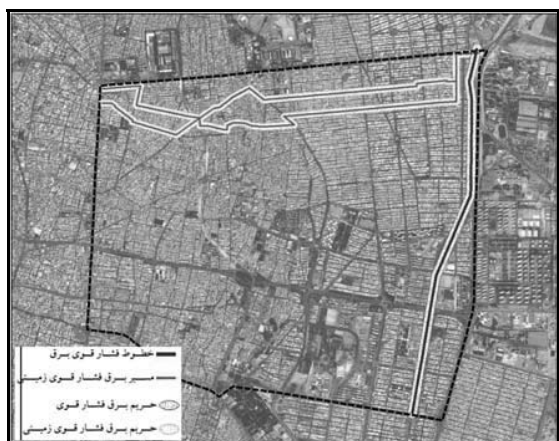 خطوط فشار قوی برق
مسیر برق فشار قوی زمینی
حریم برق فشار قوی
حریم برق فشار قوی زمینی